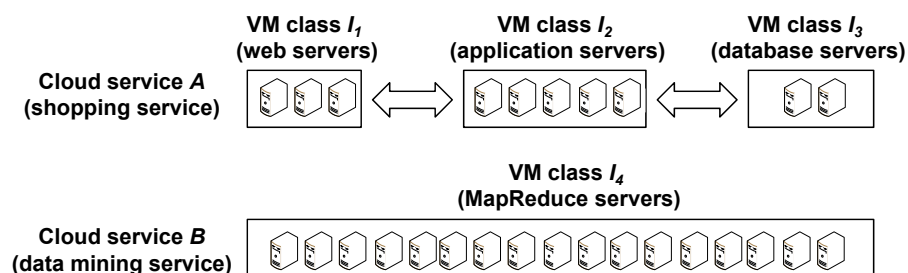 VM class I1 VM class I2 VM class I3
(web servers) (application servers) (database servers)
Cloud service A
(shopping service)
VM class I4
(MapReduce servers)
Cloud service B
(data mining service)